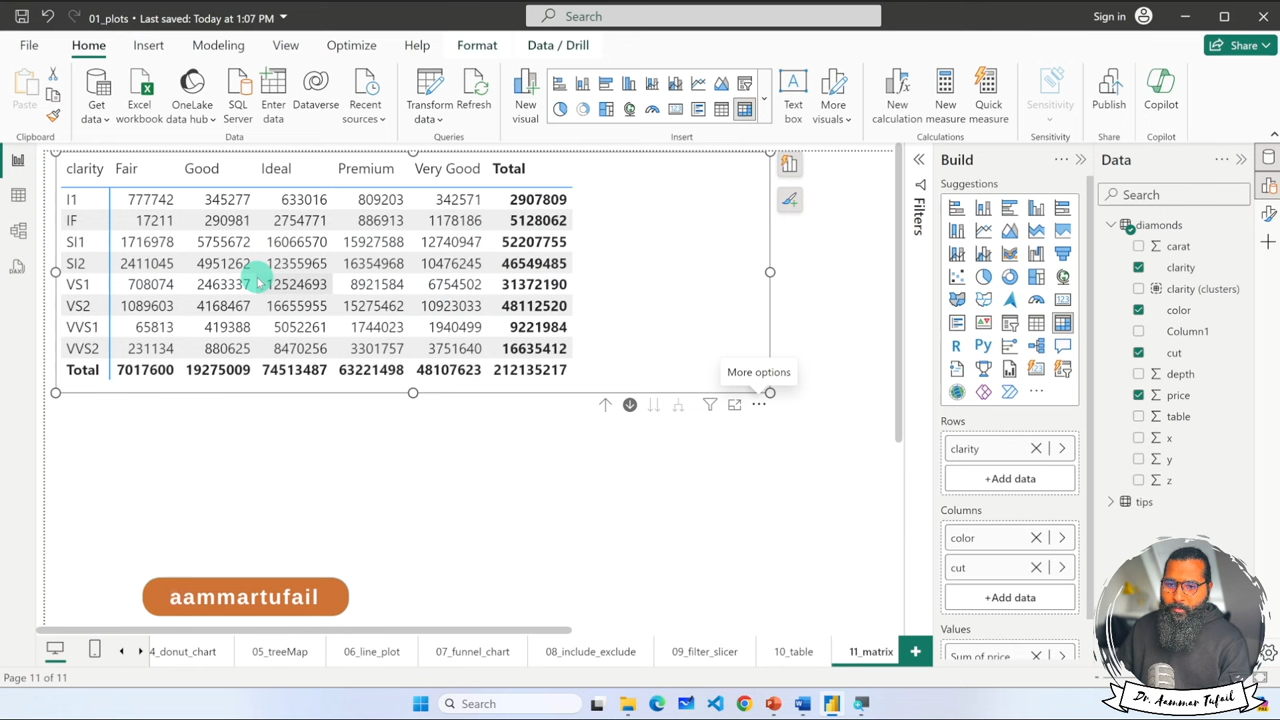 01_plots • Last saved: Today at 1:07 PM
Search
Sign in
File Home Insert Modeling View Optimize Help Format Data / Drill
Share
Paste
Get data
Excel workbook
OneLake data hub
SQL Server
Enter data
Dataverse
Recent sources
Transform data
Refresh
New visual
Text box
More visuals
New calculation
New measure
Quick measure
Sensitivity
Publish
Copilot
Clipboard Data Queries Insert Calculations Sensitivity Share Copilot
clarity Fair Good Ideal Premium Very Good Total
I1 777742 345277 633016 809203 342571 2907809
IF 17211 290981 2754771 886913 1178186 5128062
SI1 1716978 5755672 16066570 15927588 12740947 52207755
SI2 2411045 4951262 12355965 16354968 10476245 46549485
VS1 708074 2463337 12524693 8921584 6754502 31372190
VS2 1089603 4168467 16655955 15275462 10923033 48112520
VVS1 65813 419388 5052261 1744023 1940499 9221984
VVS2 231134 880625 8470256 3301757 3751640 16635412
Total 7017600 19275009 74513487 63221498 48107623 212135217
More options
Filters
Build
Suggestions
R Py
Rows
clarity
+Add data
Columns
color
cut
+Add data
Values
Sum of price
Data
Search
diamonds
carat
clarity
clarity (clusters)
color
Column1
cut
depth
price
table
x
y
z
tips
aammartufail
4_donut_chart 05_treeMap 06_line_plot 07_funnel_chart 08_include_exclude 09_filter_slicer 10_table 11_matrix
Page 11 of 11
Search
Dr. Aammar Tufail